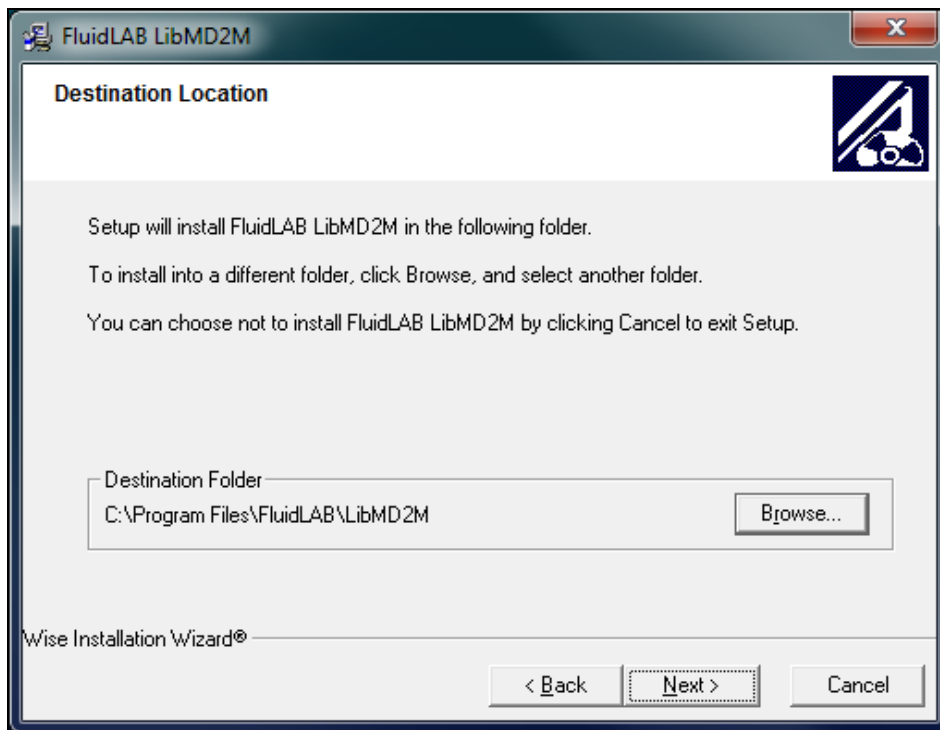 FluidLAB LibMD2M
Destination Location
Setup will install FluidLAB LibMD2M in the following folder.
To install into a different folder, click Browse, and select another folder.
You can choose not to install FluidLAB LibMD2M by clicking Cancel to exit Setup.
Destination Folder
C:\Program Files\FluidLAB\LibMD2M
Browse...
Wise Installation Wizard®
< Back
Next >
Cancel